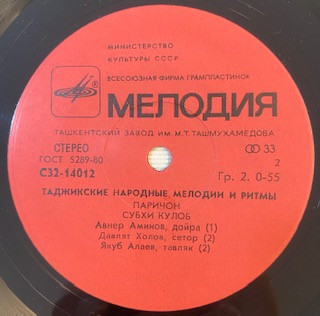 МИНИСТЕРСТВО
КУЛЬТУРЫ СССР
ВСЕСОЮЗНАЯ ФИРМА ГРАМПЛАСТИНОК
МЕЛОДИЯ
ТАШКЕНТСКИЙ ЗАВОД ИМ. М.Т. ТАШМУХАМЕДОВА
СТЕРЕО 33
ГОСТ 5289-80 2
С32-14012 Гр. 2. 0-55
ТАДЖИКСКИЕ НАРОДНЫЕ МЕЛОДИИ И РИТМЫ
ПАРИЧОН
СУБХИ КУЛОБ
Авнер Аминов, дойра (1)
Давлят Холов, сетор (2)
Якуб Алаев, тавляк (2)